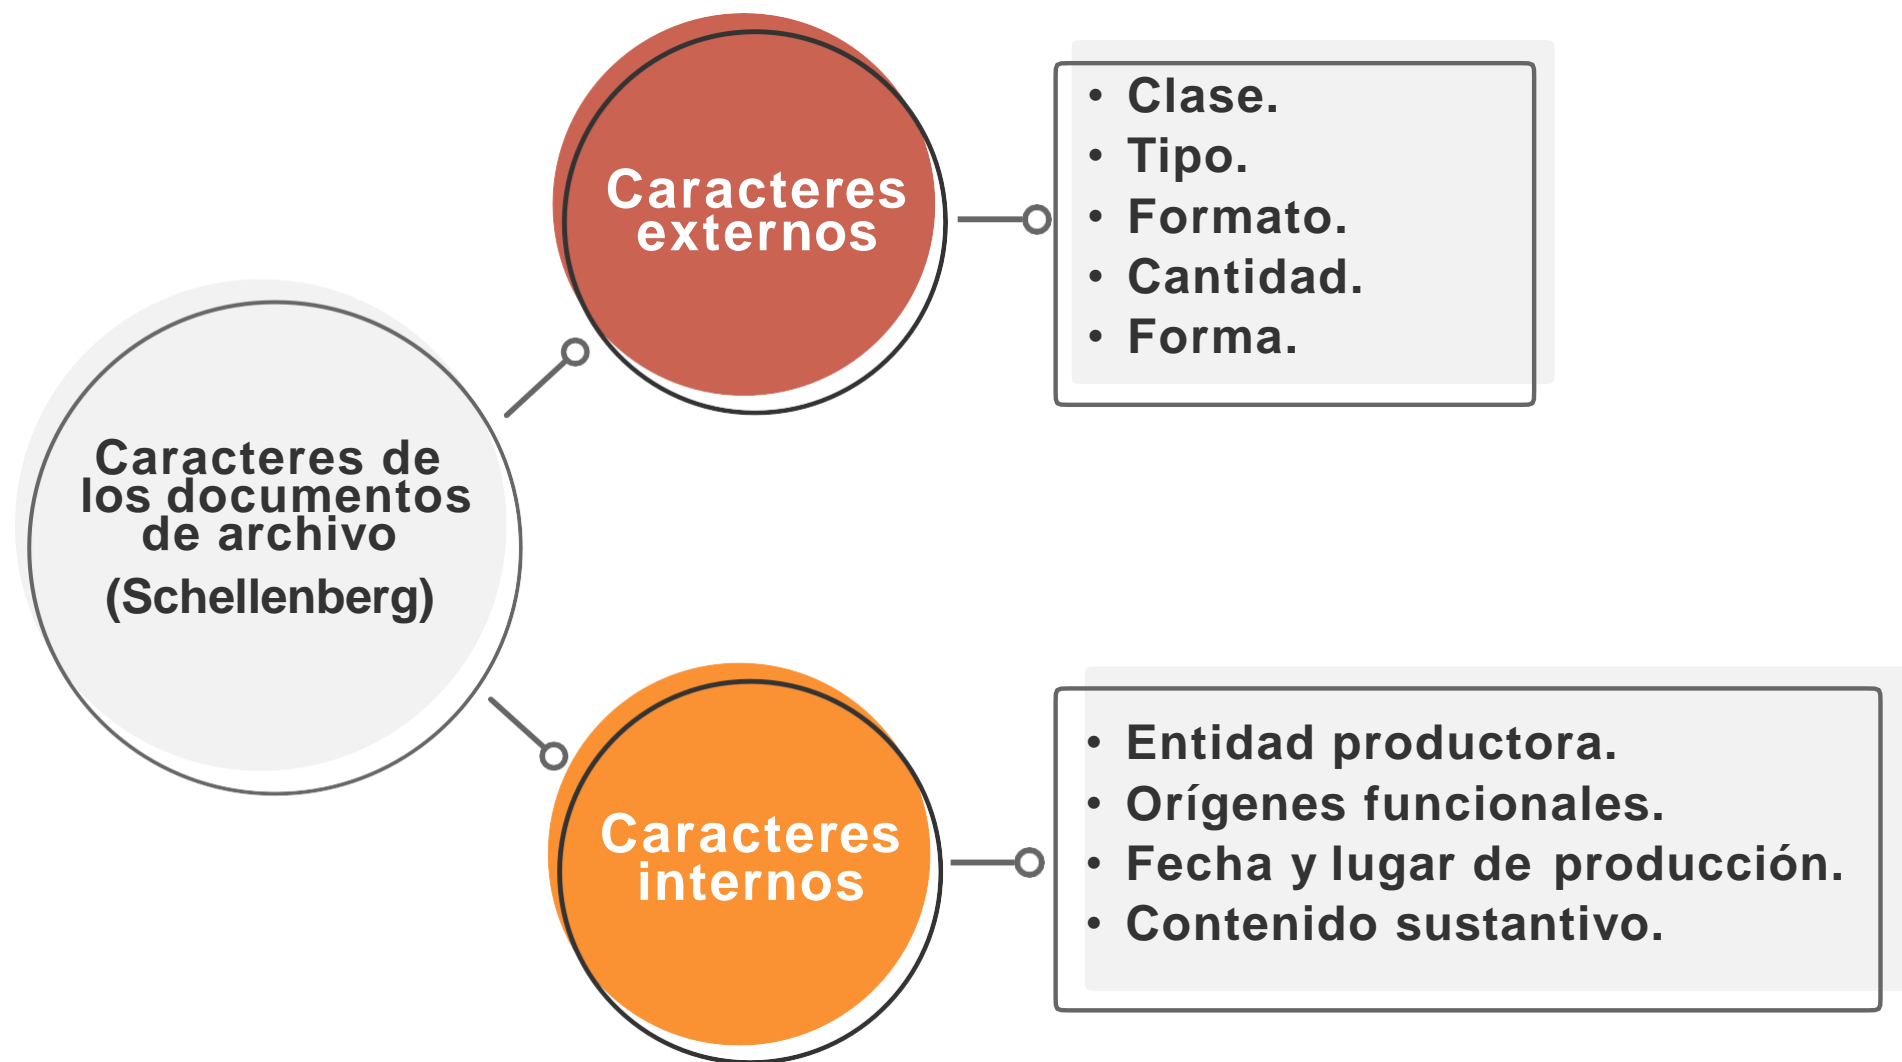 Caracteres de
los documentos
de archivo
(Schellenberg)
Caracteres
externos
• Clase.
• Tipo.
• Formato.
• Cantidad.
• Forma.
Caracteres
internos
• Entidad productora.
• Orígenes funcionales.
• Fecha y lugar de producción.
• Contenido sustantivo.